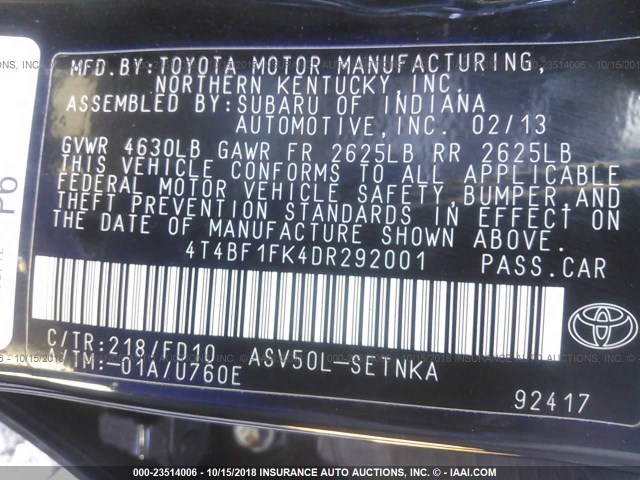 MFD.BY:TOYOTA MOTOR MANUFACTURING,
NORTHERN KENTUCKY,INC.
ASSEMBLED BY:SUBARU OF INDIANA
AUTOMOTIVE,INC. 02/13
GVWR 4630LB GAWR FR 2625LB RR 2625LB
THIS VEHICLE CONFORMS TO ALL APPLICABLE
FEDERAL MOTOR VEHICLE SAFETY,BUMPER,AND
THEFT PREVENTION STANDARDS IN EFFECT ON
THE DATE OF MANUFACTURE SHOWN ABOVE.
4T4BF1FK4DR292001 PASS.CAR
C/TR:218/FD10 ASV50L-SETNKA
/TM:-01A/U760E
92417
P6
000-23514006 - 10/15/2018 INSURANCE AUTO AUCTIONS, INC. - © - IAAI.COM